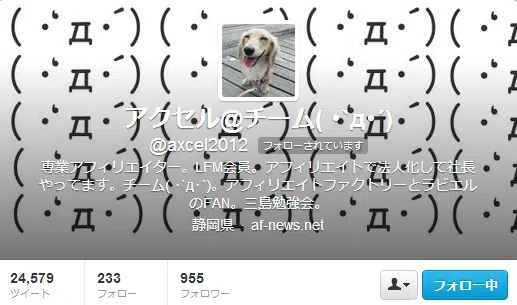 アクセル@チーム( ･`д･´)
@axcel2012 フォローされています
専業アフィリエイター。LFM会員。アフィリエイトで法人化して社長
やってます。チーム( ･`д･´)。アフィリエイトファクトリーとラビエル
のFAN。三島勉強会。
静岡県 af-news.net
24,579 233 955
ツイート フォロー フォロワー
フォロー中